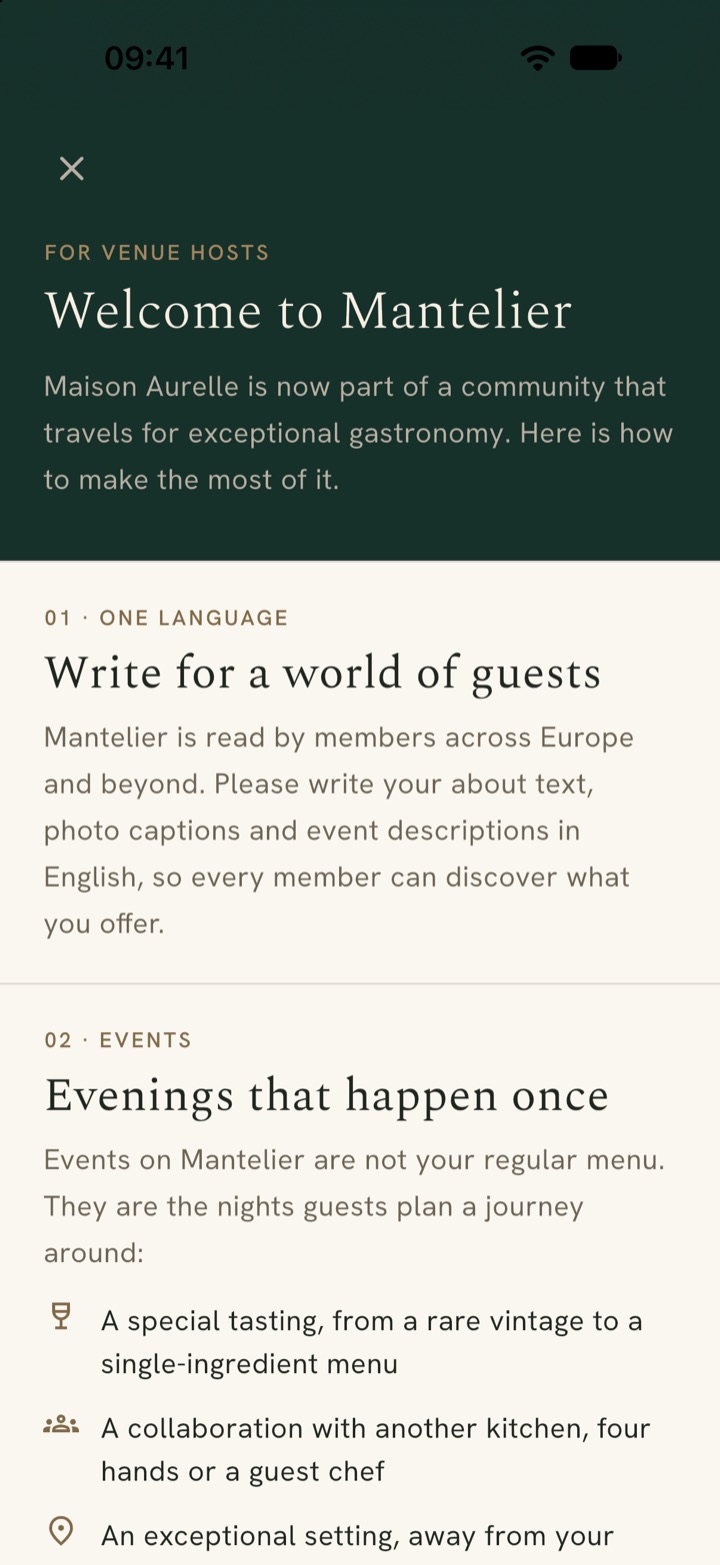 09:41
FOR VENUE HOSTS
Welcome to Mantelier
Maison Aurelle is now part of a community that
travels for exceptional gastronomy. Here is how
to make the most of it.
01 · ONE LANGUAGE
Write for a world of guests
Mantelier is read by members across Europe
and beyond. Please write your about text,
photo captions and event descriptions in
English, so every member can discover what
you offer.
02 · EVENTS
Evenings that happen once
Events on Mantelier are not your regular menu.
They are the nights guests plan a journey
around:
A special tasting, from a rare vintage to a
single-ingredient menu
A collaboration with another kitchen, four
hands or a guest chef
An exceptional setting, away from your